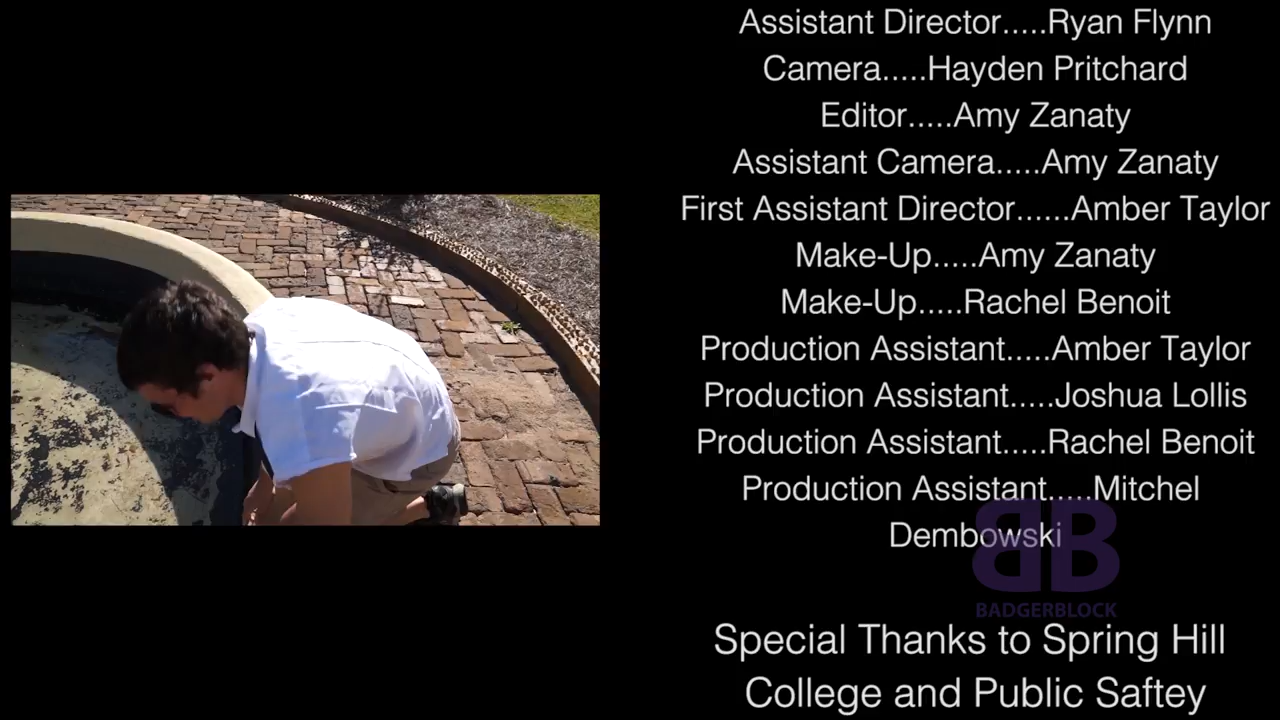 Assistant Director.....Ryan Flynn
Camera.....Hayden Pritchard
Editor.....Amy Zanaty
Assistant Camera.....Amy Zanaty
First Assistant Director......Amber Taylor
Make-Up.....Amy Zanaty
Make-Up.....Rachel Benoit
Production Assistant.....Amber Taylor
Production Assistant.....Joshua Lollis
Production Assistant.....Rachel Benoit
Production Assistant.....Mitchel
Dembowski
BB
BADGERBLOCK
Special Thanks to Spring Hill
College and Public Saftey